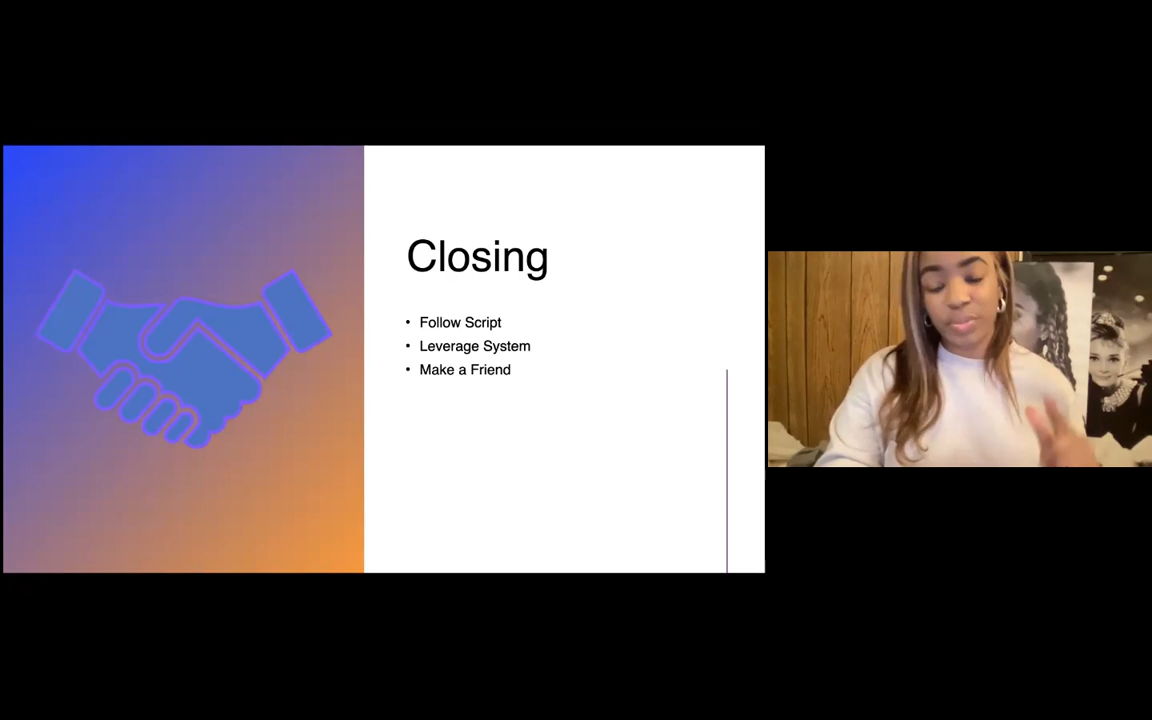 Closing
• Follow Script
• Leverage System
• Make a Friend